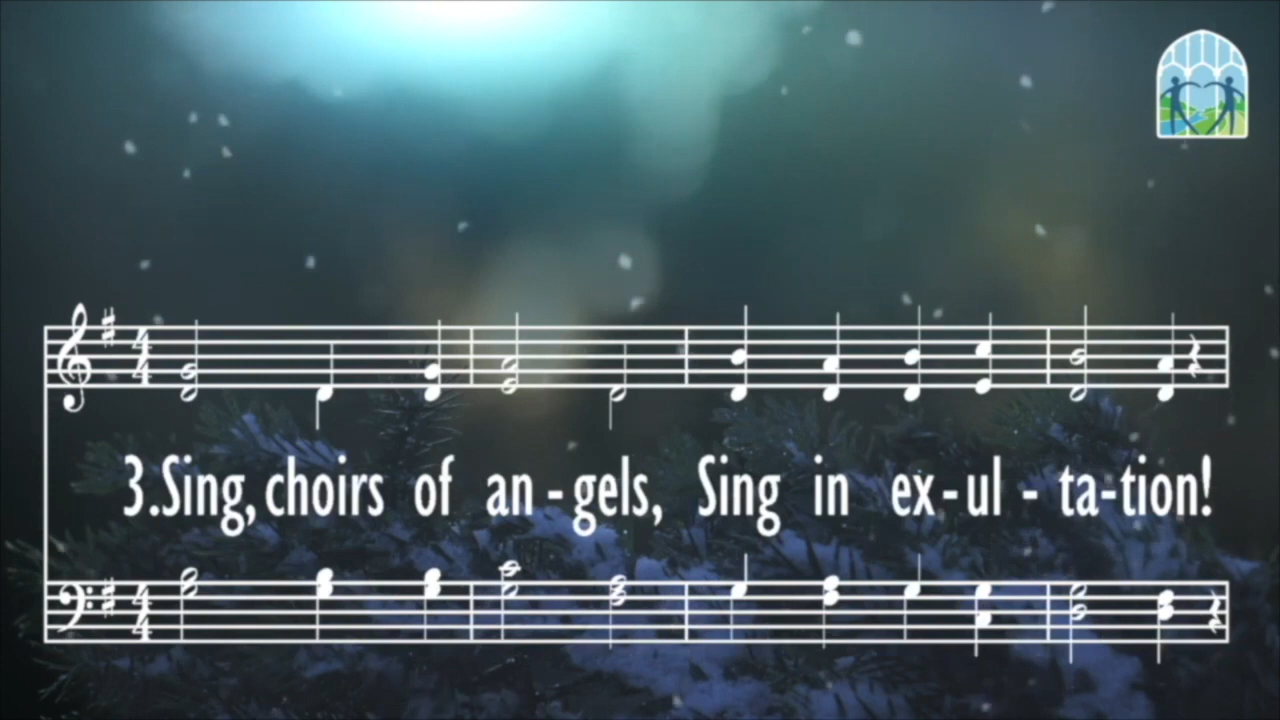 3.Sing, choirs of an - gels, Sing in ex - ul - ta - tion!